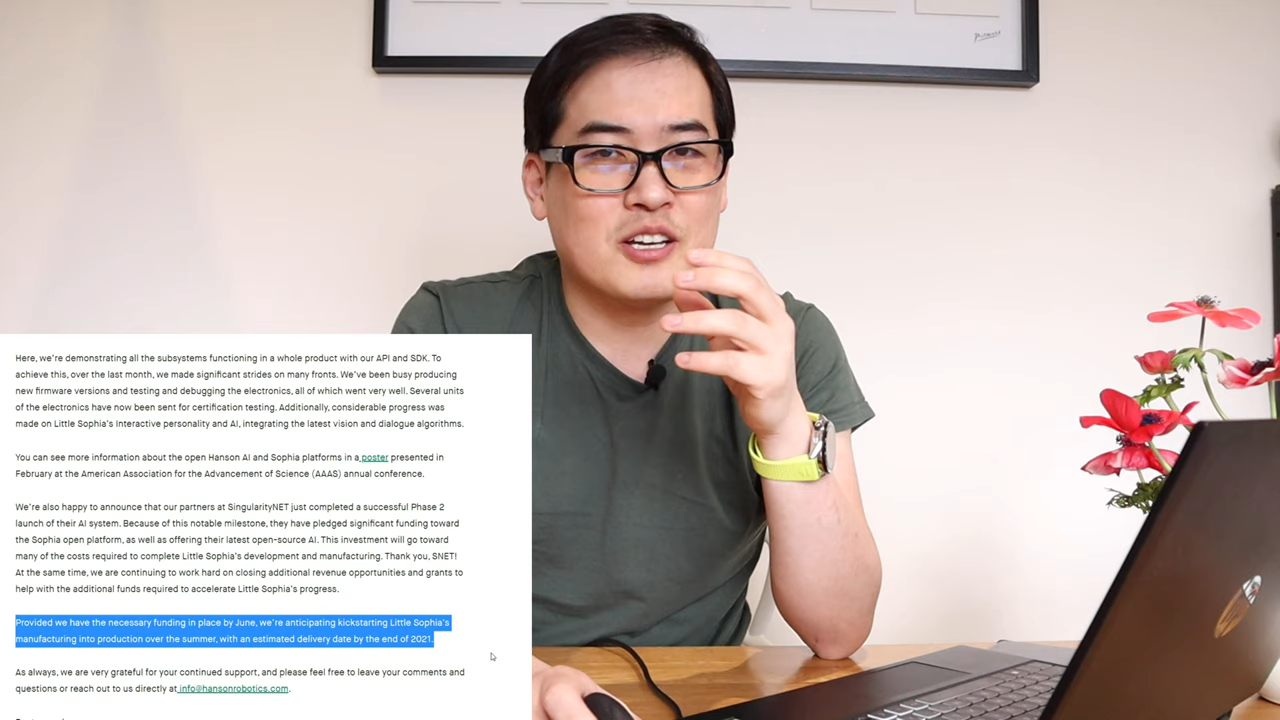 Here, we're demonstrating all the subsystems functioning in a whole product with our API and SDK. To
achieve this, over the last month, we made significant strides on many fronts. We've been busy producing
new firmware versions and testing and debugging the electronics, all of which went very well. Several units
of the electronics have now been sent for certification testing. Additionally, considerable progress was
made on Little Sophia's Interactive personality and AI, integrating the latest vision and dialogue algorithms.
You can see more information about the open Hanson AI and Sophia platforms in a poster presented in
February at the American Association for the Advancement of Science (AAAS) annual conference.
We're also happy to announce that our partners at SingularityNET just completed a successful Phase 2
launch of their AI system. Because of this notable milestone, they have pledged significant funding toward
the Sophia open platform, as well as offering their latest open-source AI. This investment will go toward
many of the costs required to complete Little Sophia's development and manufacturing. Thank you, SNET!
At the same time, we are continuing to work hard on closing additional revenue opportunities and grants to
help with the additional funds required to accelerate Little Sophia's progress.
Provided we have the necessary funding in place by June, we're anticipating kickstarting Little Sophia's
manufacturing into production over the summer, with an estimated delivery date by the end of 2021.
As always, we are very grateful for your continued support, and please feel free to leave your comments and
questions or reach out to us directly at info@hansonrobotics.com.
hp